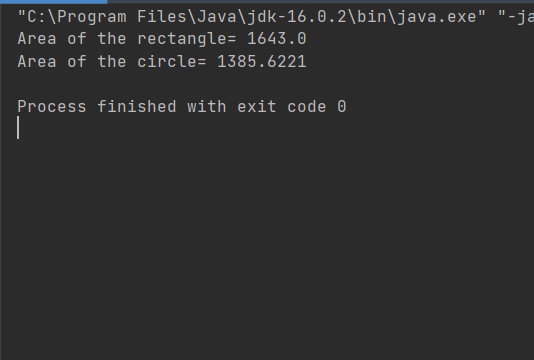 "C:\Program Files\Java\jdk-16.0.2\bin\java.exe" "-ja
Area of the rectangle= 1643.0
Area of the circle= 1385.6221
Process finished with exit code 0